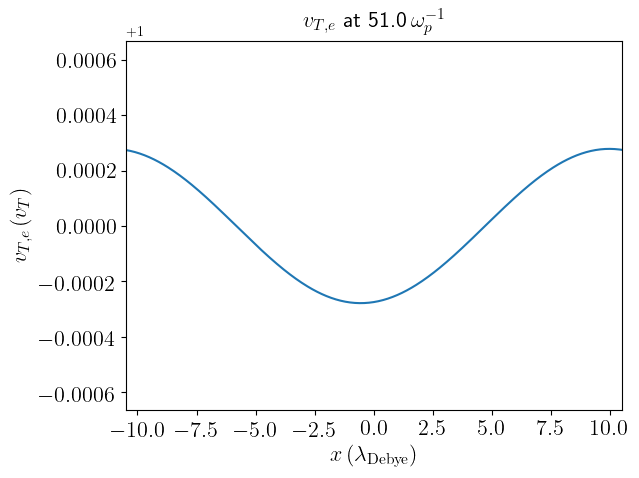 v_{T,e} at 51.0 ω_p^{-1}
+1
0.0006
0.0004
0.0002
0.0000
−0.0002
−0.0004
−0.0006
v_{T,e} (v_T)
−10.0 −7.5 −5.0 −2.5 0.0 2.5 5.0 7.5 10.0
x (λ_Debye)